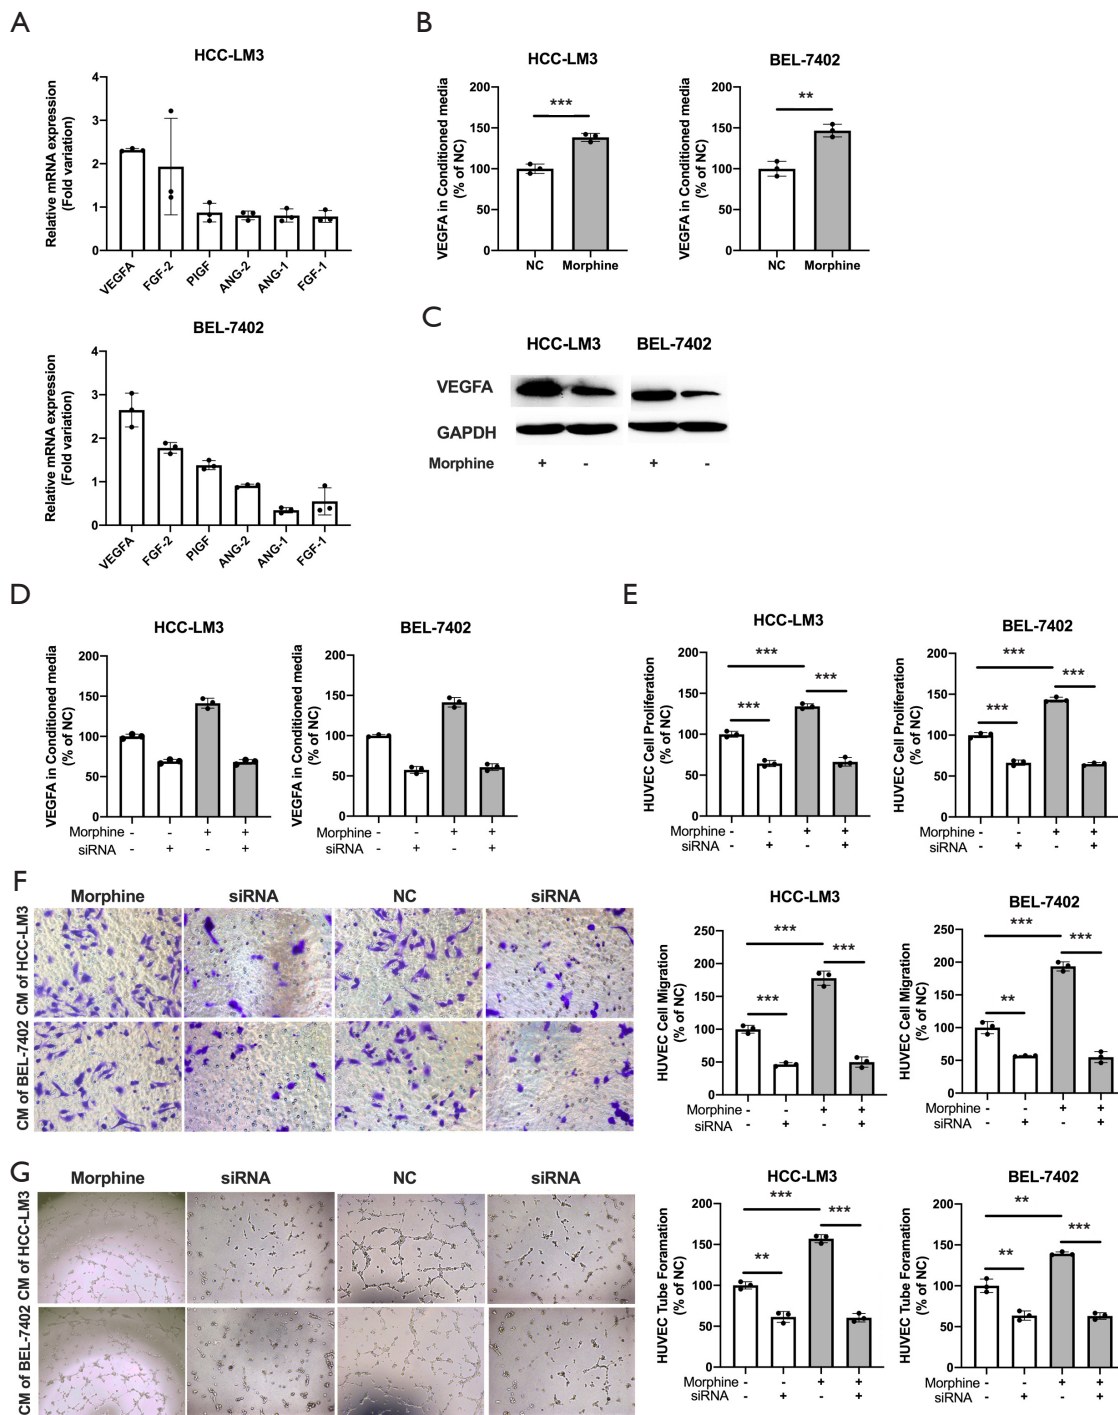 A
HCC-LM3
Relative mRNA expression
(Fold variation)
4
3
2
1
0
VEGFA
FGF-2
PIGF
ANG-2
ANG-1
FGF-1
BEL-7402
Relative mRNA expression
(Fold variation)
4
3
2
1
0
VEGFA
FGF-2
PIGF
ANG-2
ANG-1
FGF-1
B
HCC-LM3
VEGFA in Conditioned media
(% of NC)
200
150
100
50
0
***
NC
Morphine
BEL-7402
VEGFA in Conditioned media
(% of NC)
200
150
100
50
0
**
NC
Morphine
C
HCC-LM3 BEL-7402
VEGFA
GAPDH
Morphine + - + -
D
HCC-LM3
VEGFA in Conditioned media
(% of NC)
200
150
100
50
0
Morphine - - + +
siRNA - + - +
BEL-7402
VEGFA in Conditioned media
(% of NC)
200
150
100
50
0
Morphine - - + +
siRNA - + - +
E
HCC-LM3
HUVEC Cell Proliferation
(% of NC)
200
150
100
50
0
***
***
***
Morphine - - + +
siRNA - + - +
BEL-7402
HUVEC Cell Proliferation
(% of NC)
200
150
100
50
0
***
***
***
Morphine - - + +
siRNA - + - +
F
Morphine siRNA NC siRNA
CM of HCC-LM3
CM of BEL-7402
HCC-LM3
HUVEC Cell Migration
(% of NC)
250
200
150
100
50
0
***
***
***
Morphine - - + +
siRNA - + - +
BEL-7402
HUVEC Cell Migration
(% of NC)
250
200
150
100
50
0
***
***
**
Morphine - - + +
siRNA - + - +
G
Morphine siRNA NC siRNA
CM of HCC-LM3
CM of BEL-7402
HCC-LM3
HUVEC Tube Foramation
(% of NC)
200
150
100
50
0
***
***
**
Morphine - - + +
siRNA - + - +
BEL-7402
HUVEC Tube Foramation
(% of NC)
200
150
100
50
0
**
***
**
Morphine - - + +
siRNA - + - +